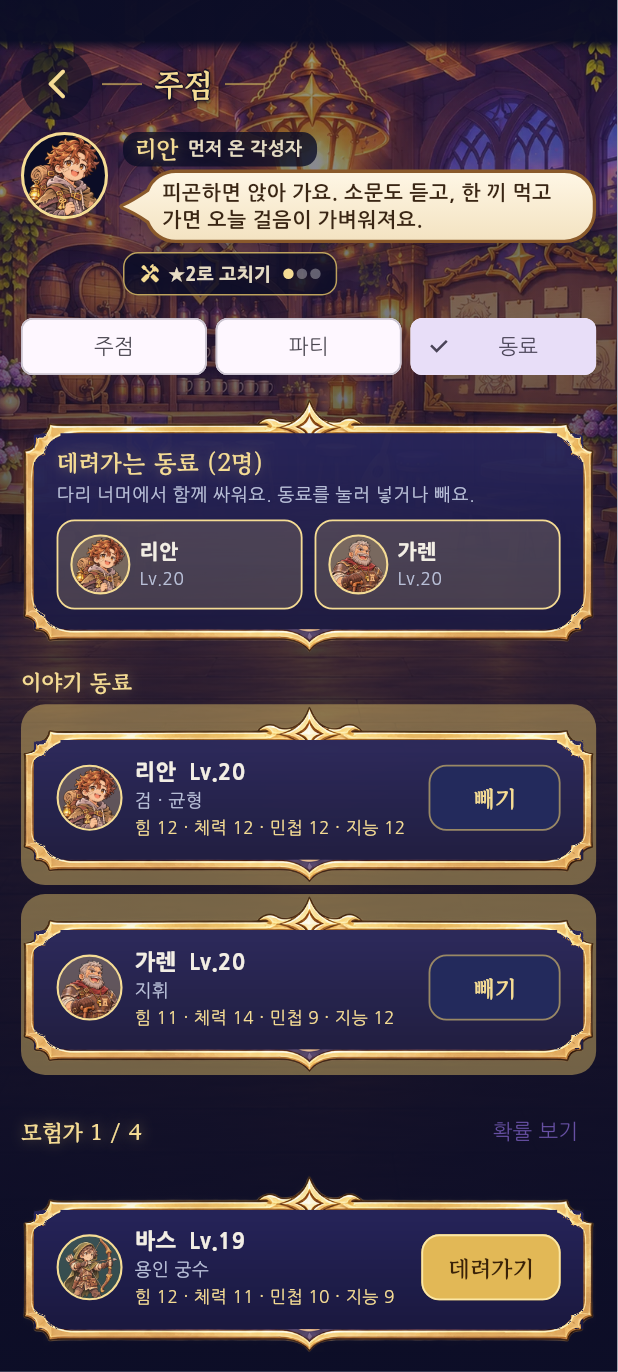 주점
리안 먼저 온 각성자
피곤하면 앉아 가요. 소문도 듣고, 한 끼 먹고
가면 오늘 걸음이 가벼워져요.
★2로 고치기
주점
파티
동료
데려가는 동료 (2명)
다리 너머에서 함께 싸워요. 동료를 눌러 넣거나 빼요.
리안
Lv.20
가렌
Lv.20
이야기 동료
리안 Lv.20
검 · 균형
힘 12 · 체력 12 · 민첩 12 · 지능 12
빼기
가렌 Lv.20
지휘
힘 11 · 체력 14 · 민첩 9 · 지능 12
빼기
모험가 1 / 4
확률 보기
바스 Lv.19
용인 궁수
힘 12 · 체력 11 · 민첩 10 · 지능 9
데려가기